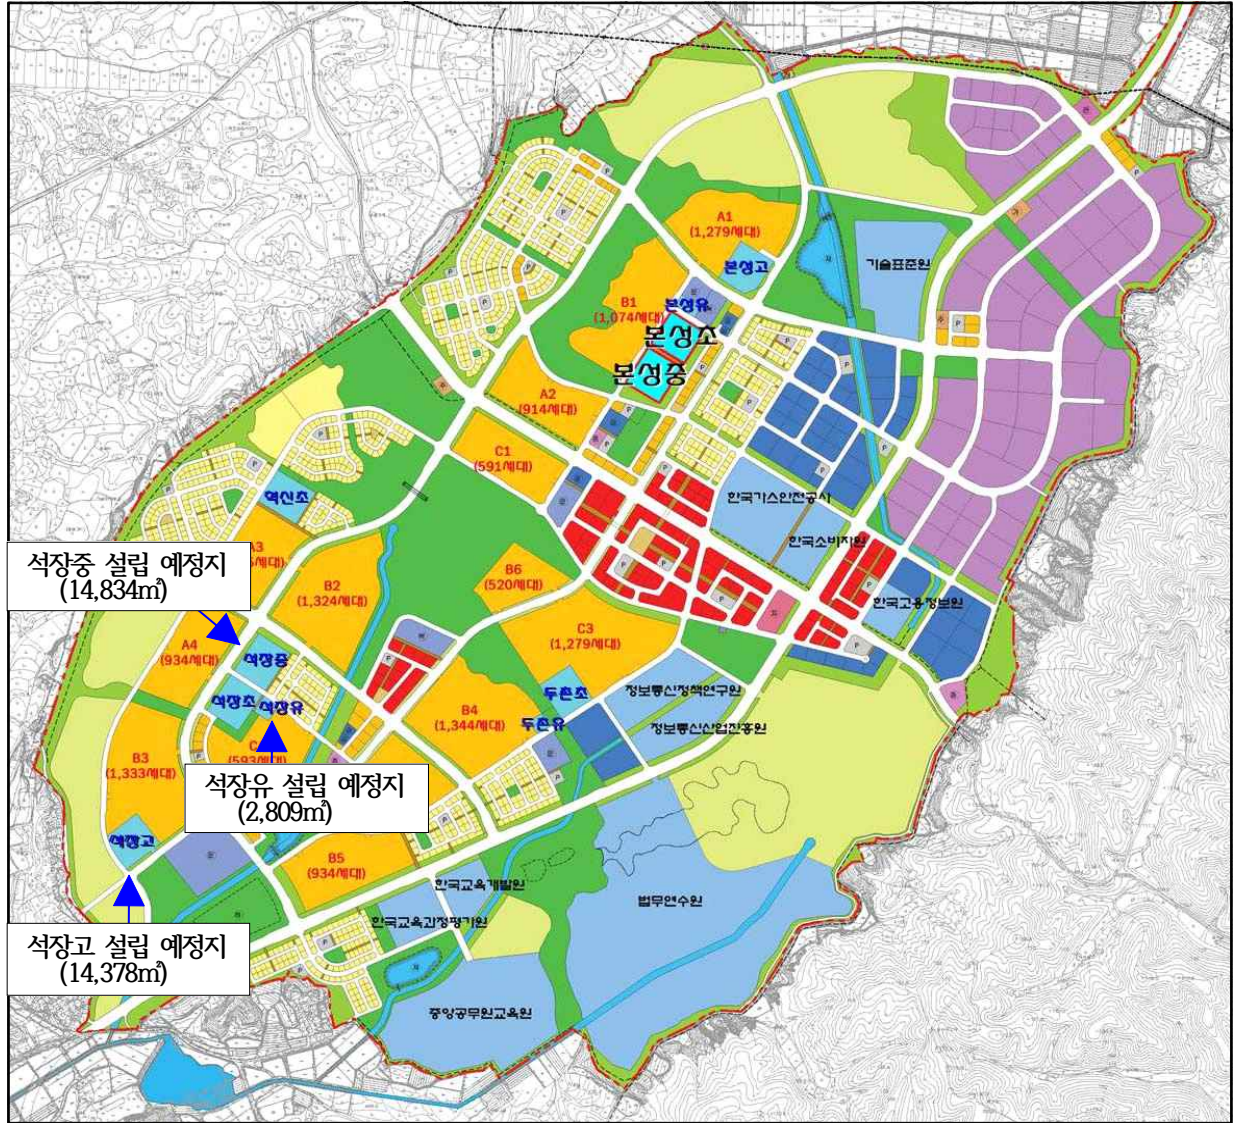 A1
(1,279세대)
기술표준원
본성고
본성유
B1
(1,074세대)
본성초
본성중
A2
(914세대)
C1
(591세대)
혁신초
한국가스안전공사
한국소비자원
석장중 설립 예정지
(14,834㎡)
A3
B2
(1,324세대)
B6
(520세대)
한국고용정보원
C3
(1,279세대)
A4
(934세대)
석장중
석장초
석장유
두촌초
정보통신정책연구원
B4
(1,344세대)
두촌유
정보통신산업진흥원
B3
(1,333세대)
(593세대)
석장유 설립 예정지
(2,809㎡)
석장고
B5
(934세대)
한국교육개발원
법무연수원
한국교육과정평가원
석장고 설립 예정지
(14,378㎡)
중앙공무원교육원